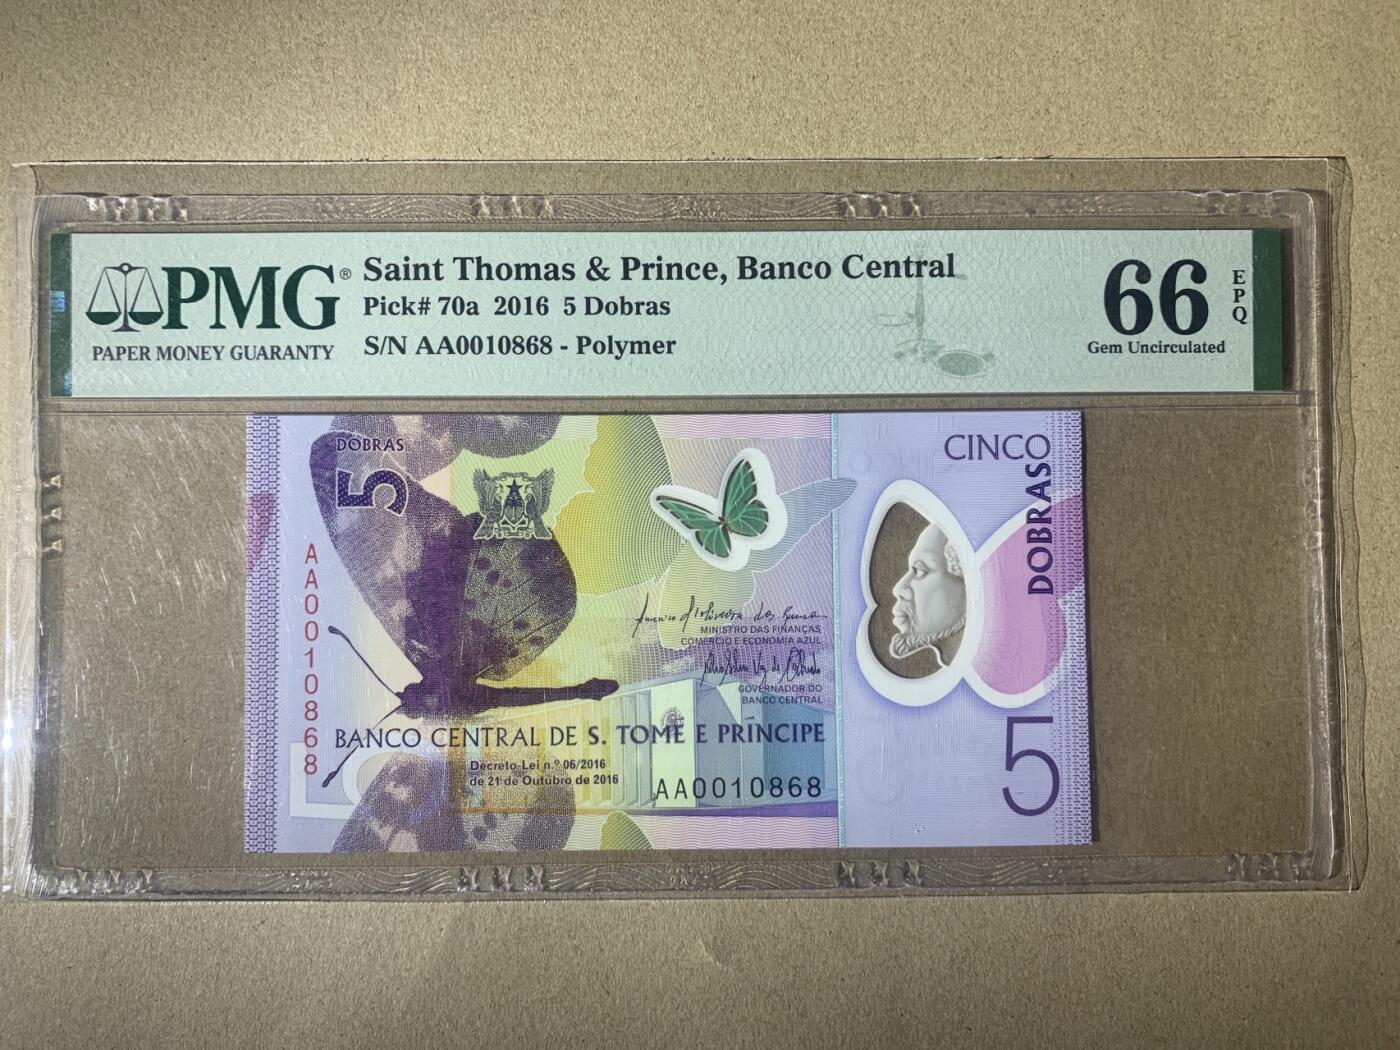 PMG®
PAPER MONEY GUARANTY
Saint Thomas & Prince, Banco Central
Pick# 70a 2016 5 Dobras
S/N AA0010868 - Polymer
66
EPQ
Gem Uncirculated
DOBRAS
5
AA0010868
MINISTRO DAS FINANÇAS
COMÉRCIO E ECONOMIA AZUL
GOVERNADOR DO
BANCO CENTRAL
BANCO CENTRAL DE S. TOMÉ E PRÍNCIPE
Decreto-Lei n.º 06/2016
de 21 de Outubro de 2016
AA0010868
CINCO
DOBRAS
5